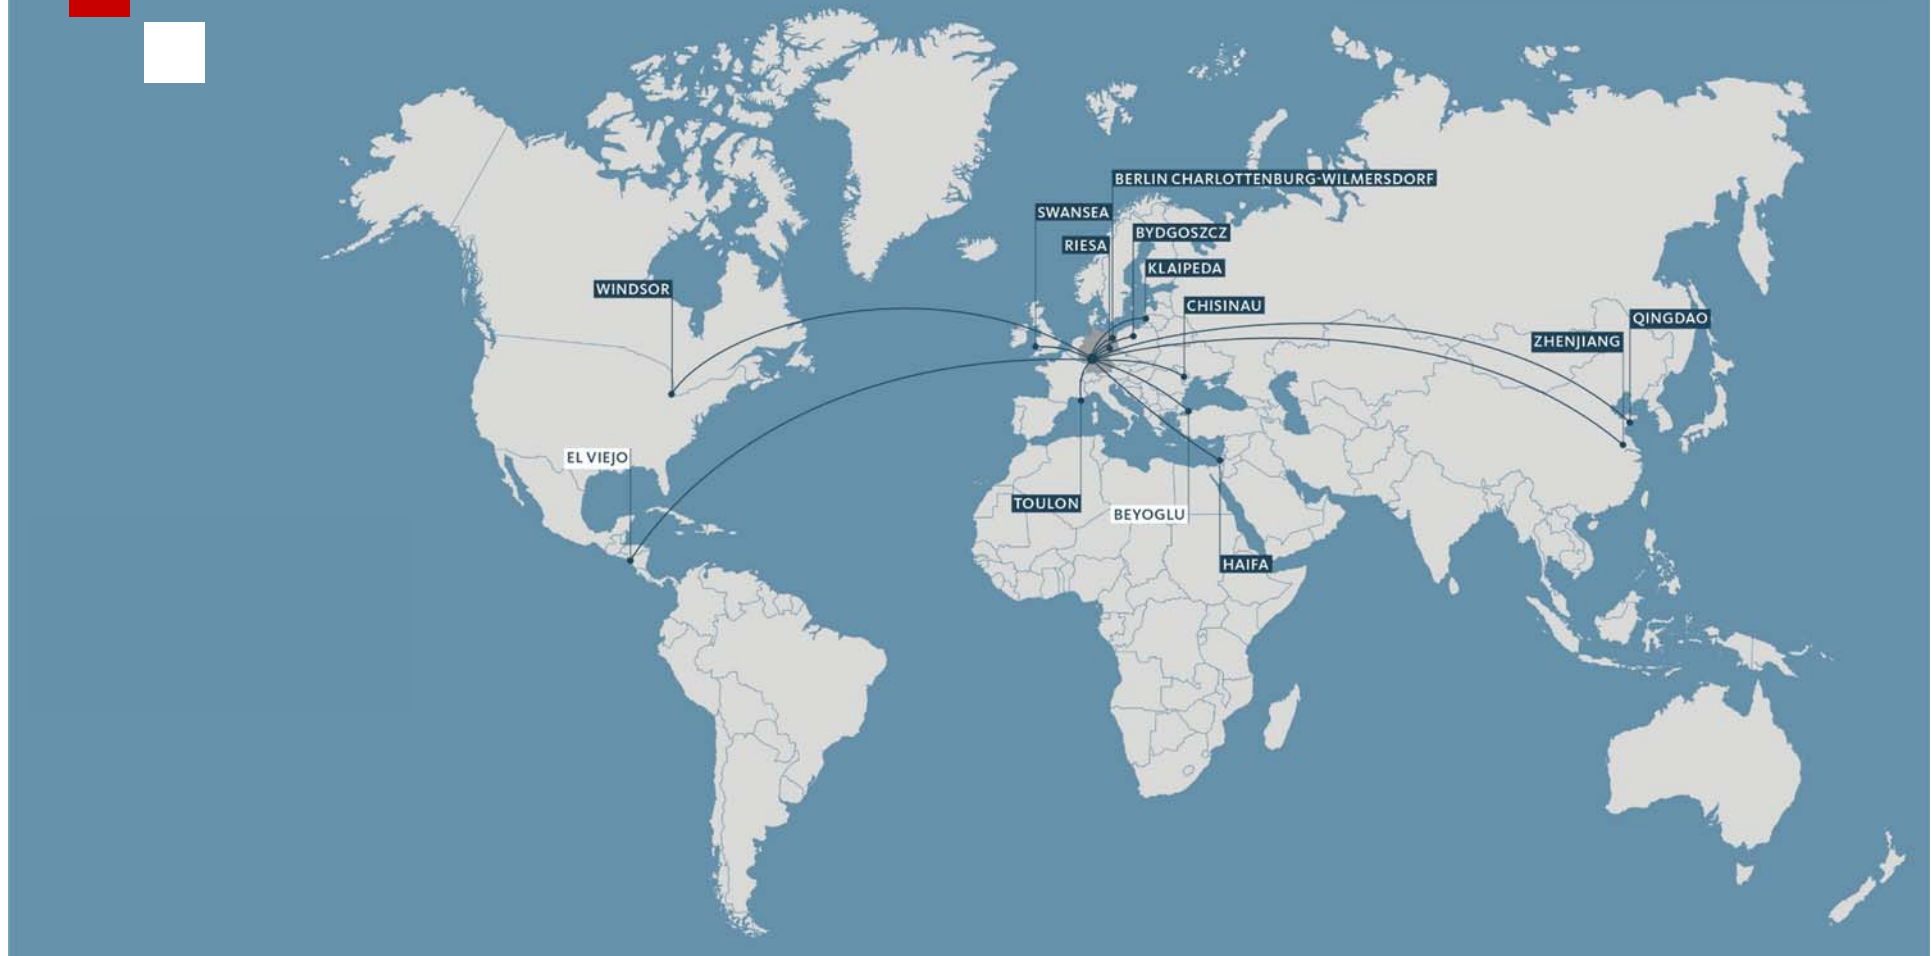 BERLIN CHARLOTTENBURG-WILMERSDORF
SWANSEA
BYDGOSZCZ
RIESA
KLAIPEDA
WINDSOR
CHISINAU
QINGDAO
ZHENJIANG
EL VIEJO
TOULON
BEYOGLU
HAIFA